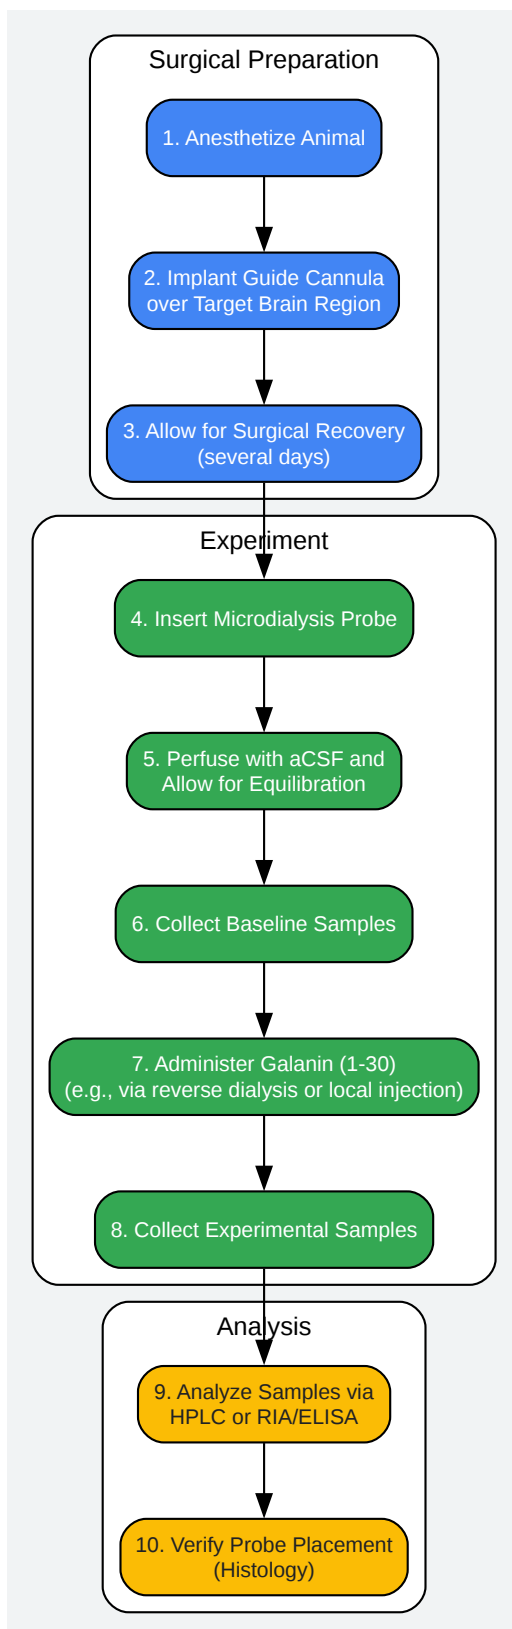 Surgical Preparation
1. Anesthetize Animal
2. Implant Guide Cannula
over Target Brain Region
3. Allow for Surgical Recovery
(several days)
Experiment
4. Insert Microdialysis Probe
5. Perfuse with aCSF and
Allow for Equilibration
6. Collect Baseline Samples
7. Administer Galanin (1-30)
(e.g., via reverse dialysis or local injection)
8. Collect Experimental Samples
Analysis
9. Analyze Samples via
HPLC or RIA/ELISA
10. Verify Probe Placement
(Histology)